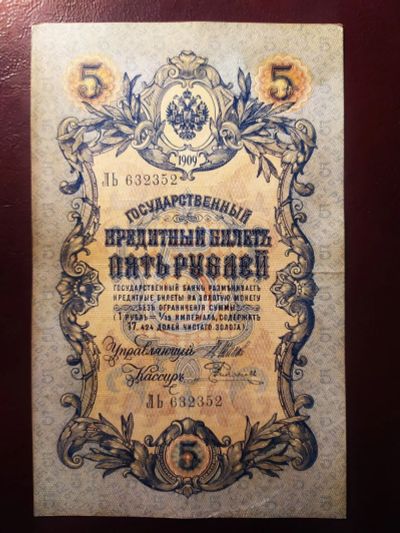 5 5
1909
ЛЬ 632352
ГОСУДАРСТВЕННЫЙ
КРЕДИТНЫЙ БИЛЕТЪ
ПЯТЬ РУБЛЕЙ
ГОСУДАРСТВЕННЫЙ БАНКЪ РАЗМѢНИВАЕТЪ
КРЕДИТНЫЕ БИЛЕТЫ НА ЗОЛОТУЮ МОНЕТУ
БЕЗЪ ОГРАНИЧЕНІЯ СУММЫ
(1 РУБЛЬ = 1/15 ИМПЕРІАЛА, СОДЕРЖИТЪ
17,424 ДОЛЕЙ ЧИСТАГО ЗОЛОТА).
Управляющій
Кассиръ
ЛЬ 632352
5